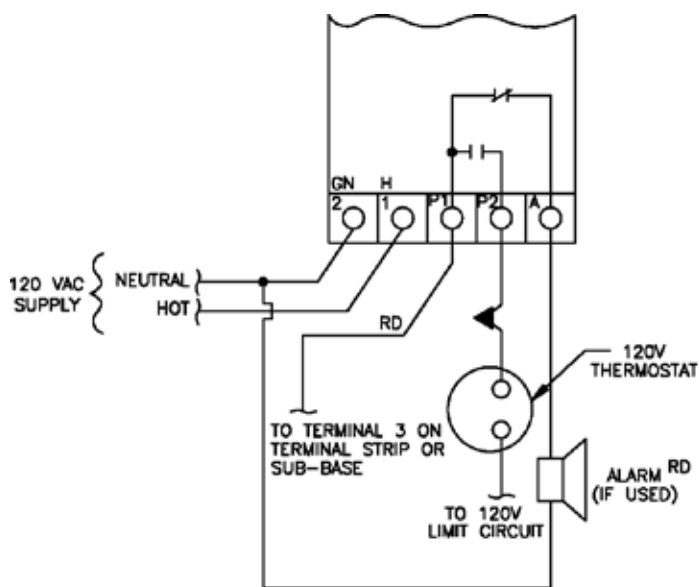 GN H
2 1 P1 P2 A
120 VAC
SUPPLY
NEUTRAL
HOT
RD
120V
THERMOSTAT
TO TERMINAL 3 ON
TERMINAL STRIP OR
SUB-BASE
TO 120V
LIMIT CIRCUIT
ALARM RD
(IF USED)